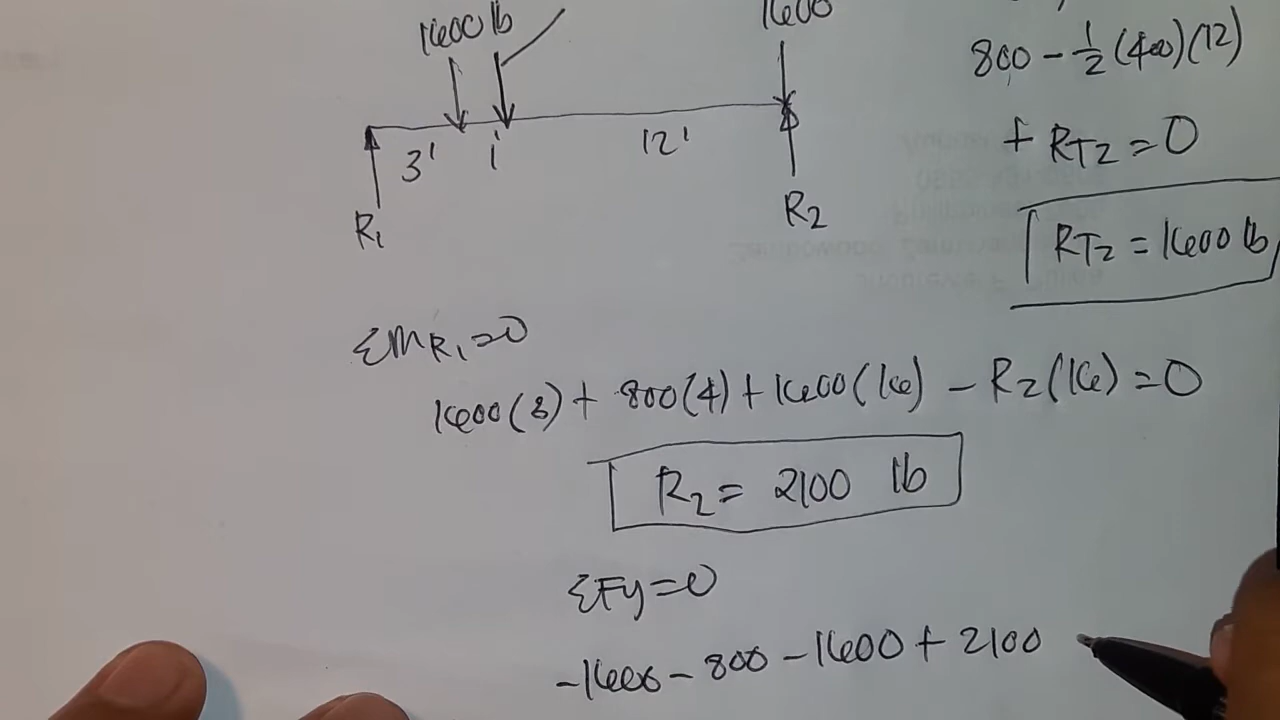 1600 lb
1600
3'
1'
12'
R₁
R₂
800 - ½(400)(12)
+ RT₂ = 0
RT₂ = 1600 lb
ΣMR₁=0
1600(3) + 800(4) + 1600(16) - R₂(16) = 0
R₂ = 2100 lb
ΣFy=0
-1600 - 800 - 1600 + 2100